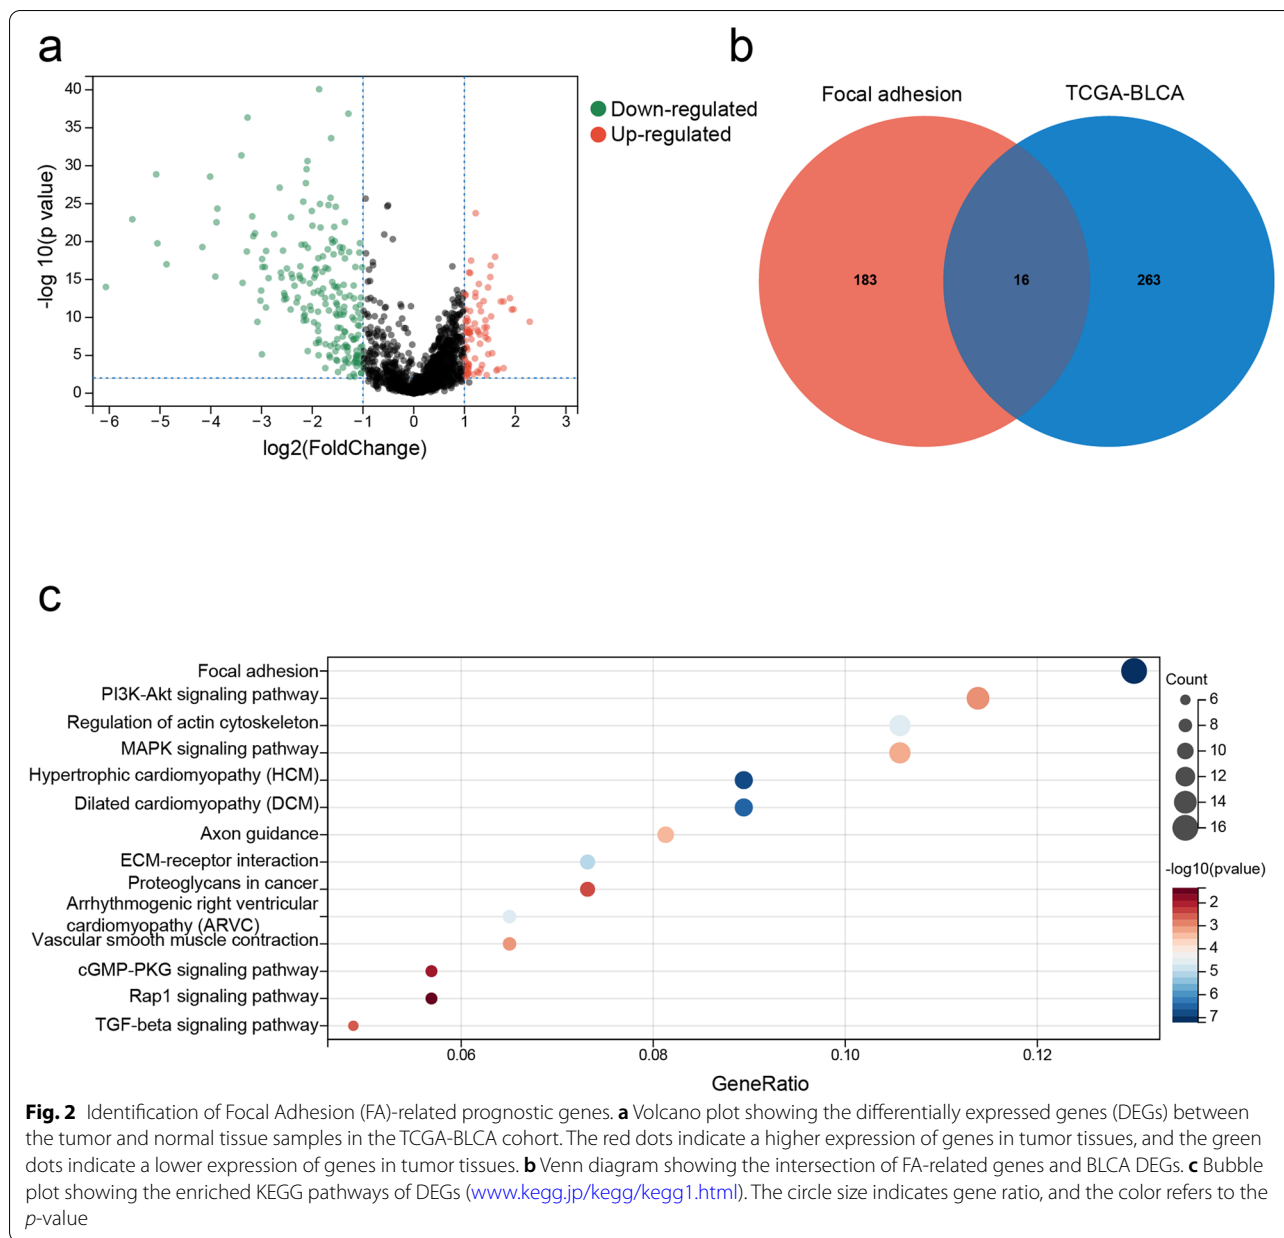 a
40
35
30
25
20
15
10
5
0
-log 10(p value)
−6 −5 −4 −3 −2 −1 0 1 2 3
log2(FoldChange)
Down-regulated
Up-regulated
b
Focal adhesion
TCGA-BLCA
183
16
263
c
Focal adhesion
PI3K-Akt signaling pathway
Regulation of actin cytoskeleton
MAPK signaling pathway
Hypertrophic cardiomyopathy (HCM)
Dilated cardiomyopathy (DCM)
Axon guidance
ECM-receptor interaction
Proteoglycans in cancer
Arrhythmogenic right ventricular
cardiomyopathy (ARVC)
Vascular smooth muscle contraction
cGMP-PKG signaling pathway
Rap1 signaling pathway
TGF-beta signaling pathway
0.06 0.08 0.10 0.12
GeneRatio
Count
6
8
10
12
14
16
-log10(pvalue)
2
3
4
5
6
7
Fig. 2 Identification of Focal Adhesion (FA)-related prognostic genes. a Volcano plot showing the differentially expressed genes (DEGs) between
the tumor and normal tissue samples in the TCGA-BLCA cohort. The red dots indicate a higher expression of genes in tumor tissues, and the green
dots indicate a lower expression of genes in tumor tissues. b Venn diagram showing the intersection of FA-related genes and BLCA DEGs. c Bubble
plot showing the enriched KEGG pathways of DEGs (www.kegg.jp/kegg/kegg1.html). The circle size indicates gene ratio, and the color refers to the
p-value